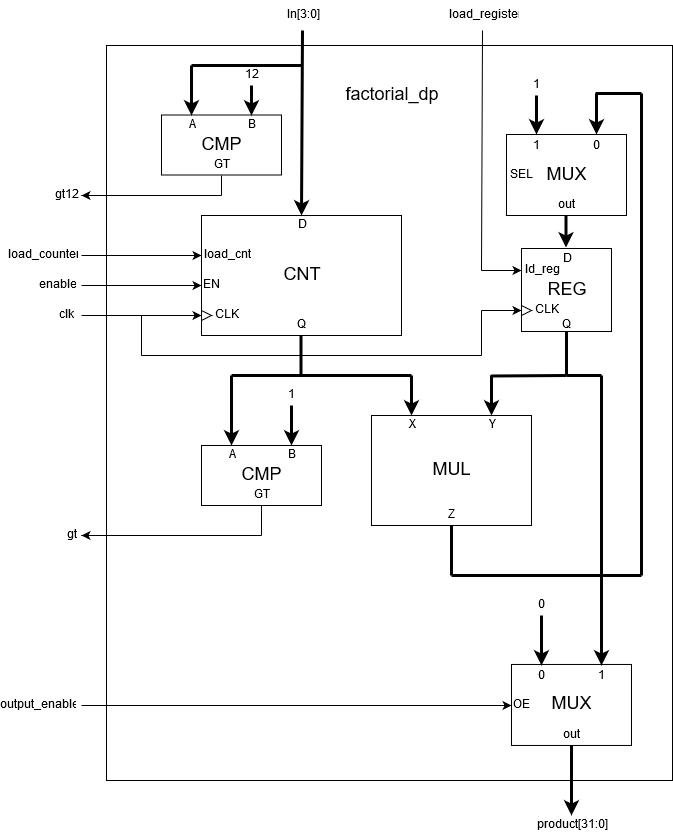 In[3:0]
load_register
12
factorial_dp
1
A B
CMP
GT
1 0
SEL MUX
out
gt12
D
load_counter
load_cnt
CNT
enable
EN
clk
CLK
Q
D
ld_reg
REG
CLK
Q
1
A B
CMP
GT
X Y
MUL
Z
gt
0
0 1
output_enable
OE MUX
out
product[31:0]